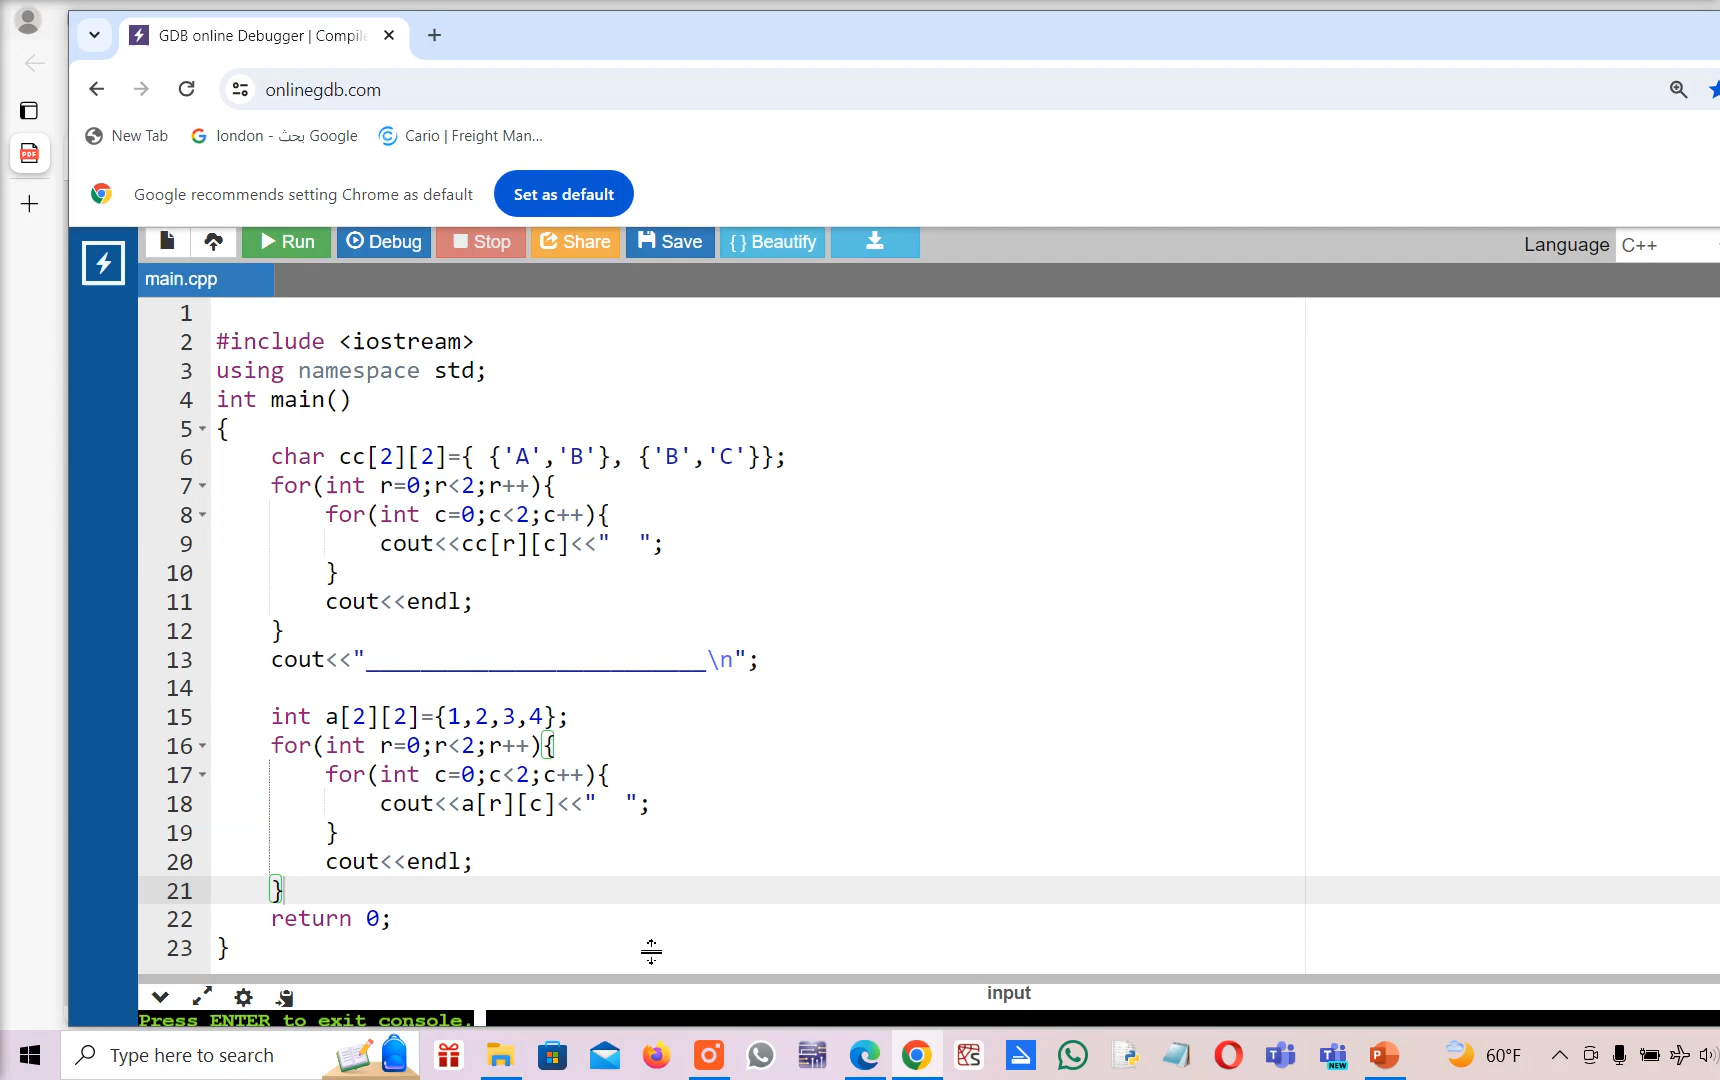 GDB online Debugger | Compile
onlinegdb.com
New Tab
london - بحث Google
Cario | Freight Man...
Google recommends setting Chrome as default
Set as default
Run
Debug
Stop
Share
Save
{ } Beautify
Language C++
main.cpp
1
2 #include <iostream>
3 using namespace std;
4 int main()
5 {
6     char cc[2][2]={ {'A','B'}, {'B','C'}};
7     for(int r=0;r<2;r++){
8         for(int c=0;c<2;c++){
9             cout<<cc[r][c]<<"  ";
10         }
11         cout<<endl;
12     }
13     cout<<"_________________________\n";
14
15     int a[2][2]={1,2,3,4};
16     for(int r=0;r<2;r++){
17         for(int c=0;c<2;c++){
18             cout<<a[r][c]<<"  ";
19         }
20         cout<<endl;
21     }
22     return 0;
23 }
input
Press ENTER to exit console.
Type here to search
NEW
60°F